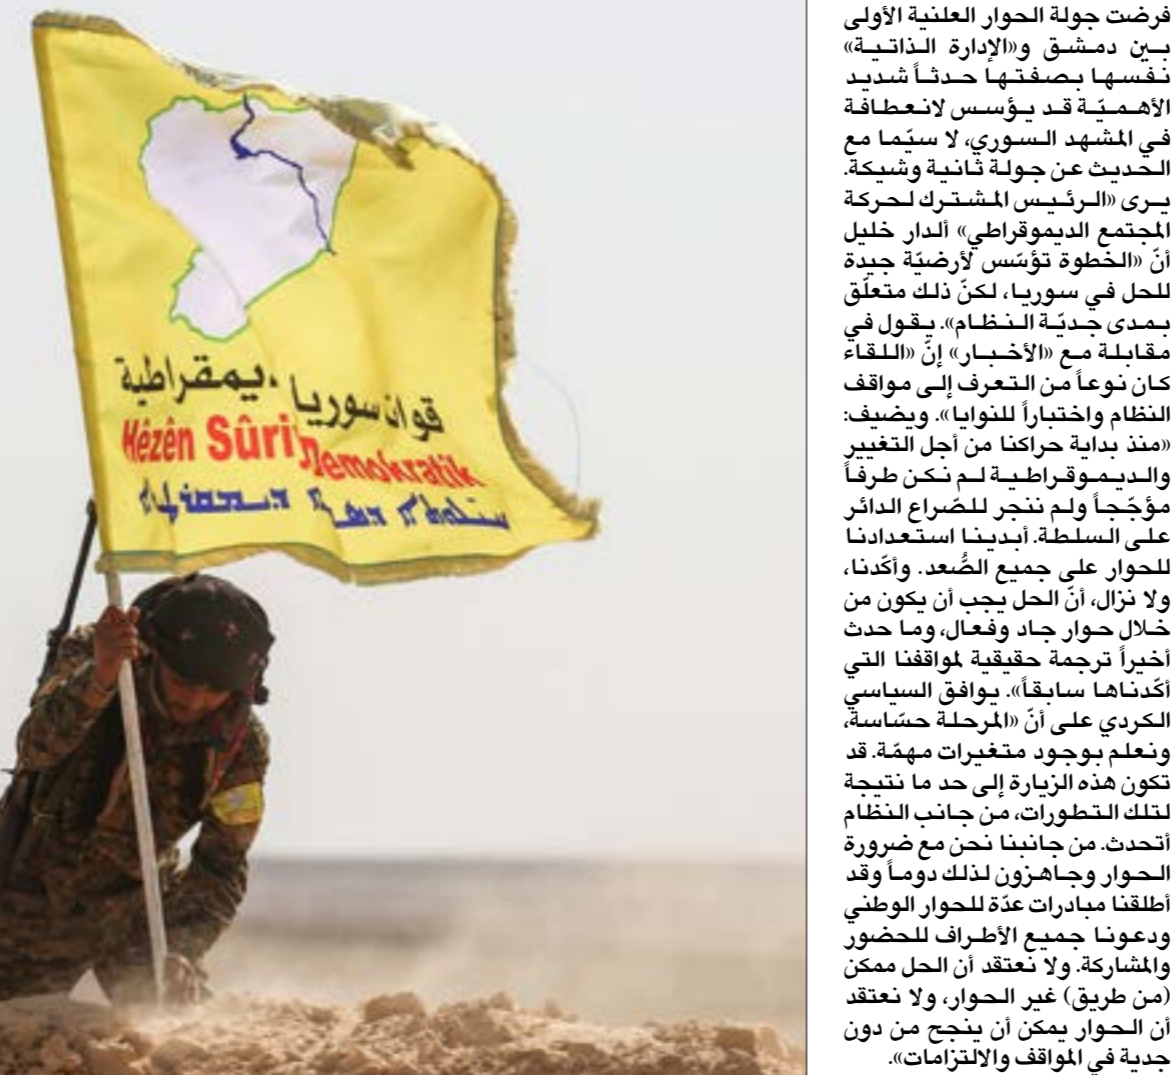 فرضت جولة الحوار العلنية الأولى
بين دمشق و«الإدارة الذاتية»
نفسها بصفتها حدثاً شديد
الأهميّة قد يؤسس لانعطافة
في المشهد السوري، لا سيّما مع
الحديث عن جولة ثانية وشيكة.
يرى «الرئيس المشترك لحركة
المجتمع الديموقراطي» ألدار خليل
أنّ «الخطوة تؤسّس لأرضيّة جيدة
للحل في سوريا، لكنّ ذلك متعلّق
بمدى جديّة النظام». يقول في
مقابلة مع «الأخبار» إنّ «اللقاء
كان نوعاً من التعرف إلى مواقف
النظام واختباراً للنوايا». ويضيف:
«منذ بداية حراكنا من أجل التغيير
والديموقراطية لم نكن طرفاً
مؤجّجاً ولم ننجر للصّراع الدائر
على السلطة. أبدينا استعدادنا
للحوار على جميع الصُّعد. وأكّدنا،
ولا نزال، أنّ الحل يجب أن يكون من
خلال حوار جاد وفعال، وما حدث
أخيراً ترجمة حقيقية لمواقفنا التي
أكّدناها سابقاً». يوافق السياسي
الكردي على أنّ «المرحلة حسّاسة،
ونعلم بوجود متغيرات مهمّة. قد
تكون هذه الزيارة إلى حد ما نتيجة
لتلك التطورات، من جانب النظام
أتحدث. من جانبنا نحن مع ضرورة
الحوار وجاهزون لذلك دوماً وقد
أطلقنا مبادرات عدّة للحوار الوطني
ودعونا جميع الأطراف للحضور
والمشاركة. ولا نعتقد أن الحل ممكن
(من طريق) غير الحوار، ولا نعتقد
أن الحوار يمكن أن ينجح من دون
جدية في المواقف والالتزامات».
قوات سوريا يمقراطية
Hêzên Sûri Demokratik